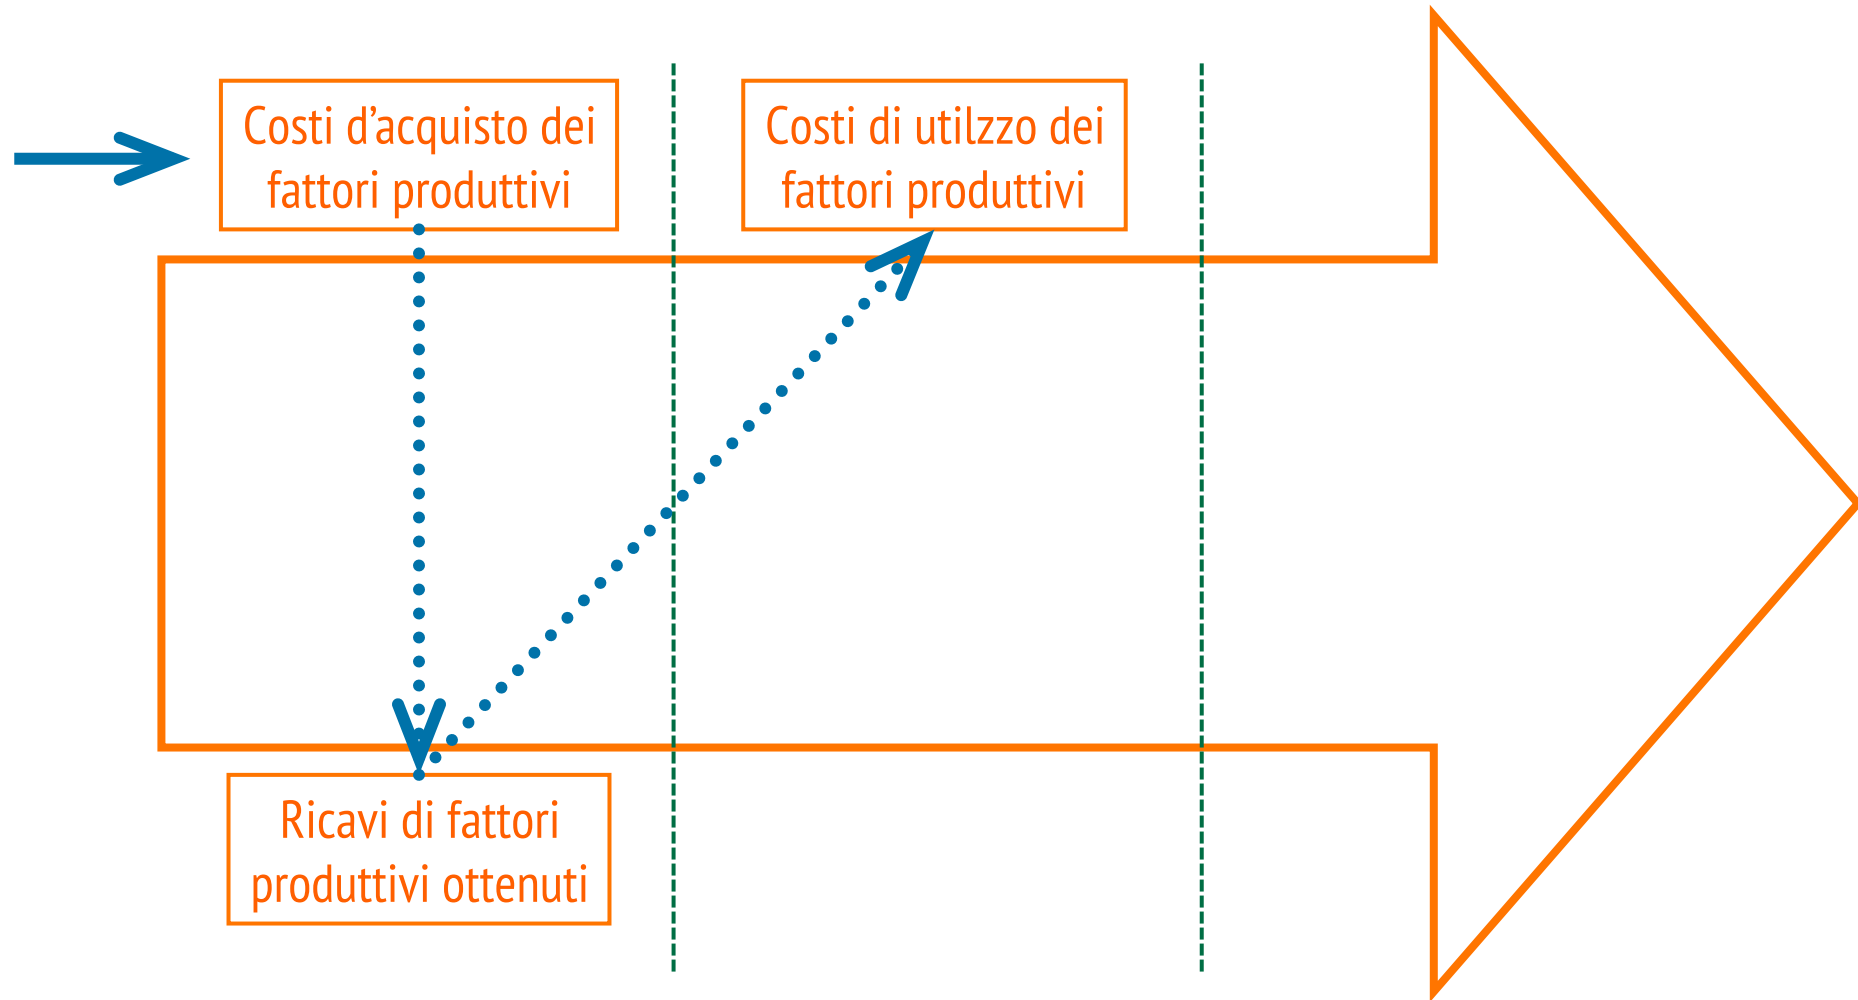 Costi d’acquisto dei
fattori produttivi
Costi di utilzzo dei
fattori produttivi
Ricavi di fattori
produttivi ottenuti